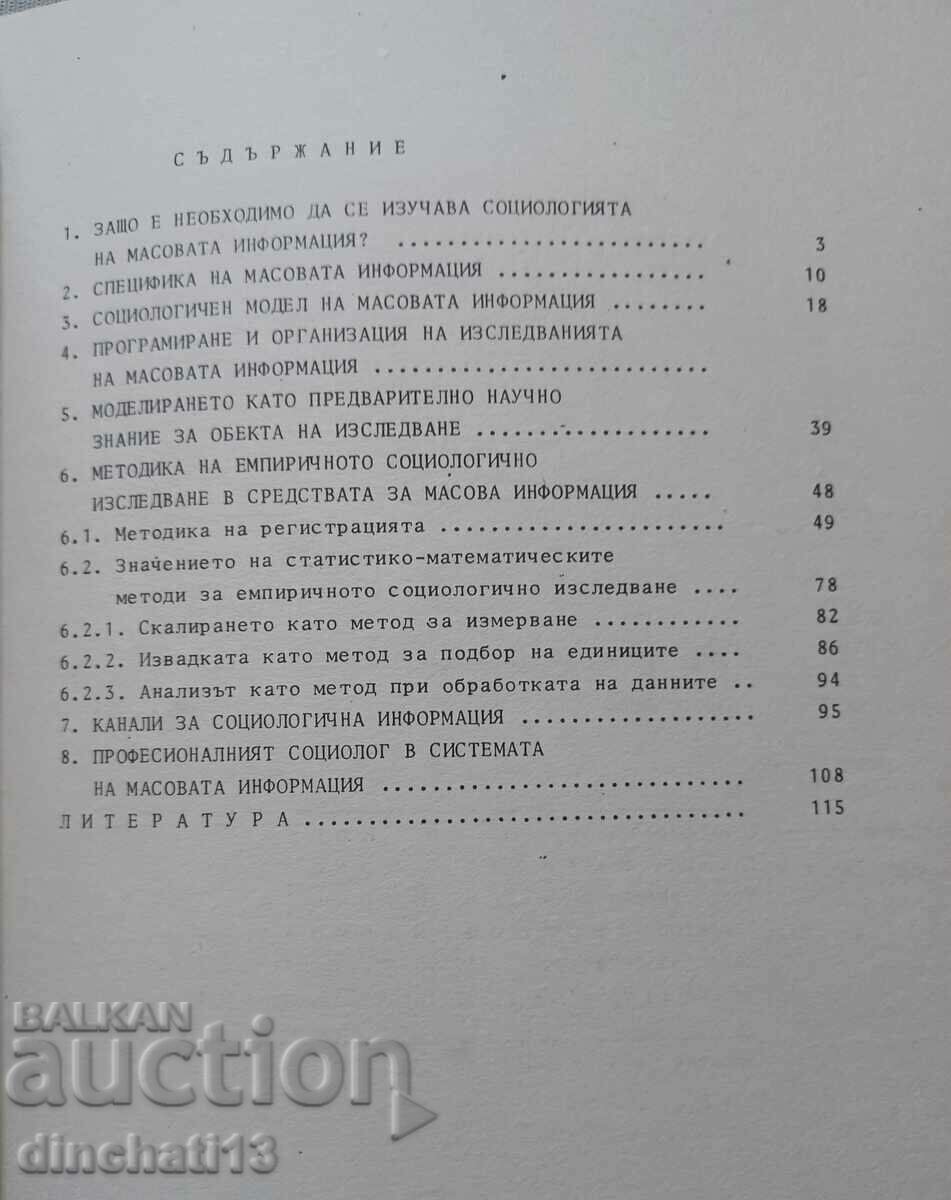 СЪДЪРЖАНИЕ
1. ЗАЩО Е НЕОБХОДИМО ДА СЕ ИЗУЧАВА СОЦИОЛОГИЯТА
НА МАСОВАТА ИНФОРМАЦИЯ? ......................... 3
2. СПЕЦИФИКА НА МАСОВАТА ИНФОРМАЦИЯ ................. 10
3. СОЦИОЛОГИЧЕН МОДЕЛ НА МАСОВАТА ИНФОРМАЦИЯ ........ 18
4. ПРОГРАМИРАНЕ И ОРГАНИЗАЦИЯ НА ИЗСЛЕДВАНИЯТА
НА МАСОВАТА ИНФОРМАЦИЯ ...........................
5. МОДЕЛИРАНЕТО КАТО ПРЕДВАРИТЕЛНО НАУЧНО
ЗНАНИЕ ЗА ОБЕКТА НА ИЗСЛЕДВАНЕ ................... 39
6. МЕТОДИКА НА ЕМПИРИЧНОТО СОЦИОЛОГИЧНО
ИЗСЛЕДВАНЕ В СРЕДСТВАТА ЗА МАСОВА ИНФОРМАЦИЯ ..... 48
6.1. Методика на регистрацията ....................... 49
6.2. Значението на статистико-математическите
методи за емпиричното социологично изследване .... 78
6.2.1. Скалирането като метод за измерване ............ 82
6.2.2. Извадката като метод за подбор на единиците .... 86
6.2.3. Анализът като метод при обработката на данните .. 94
7. КАНАЛИ ЗА СОЦИОЛОГИЧНА ИНФОРМАЦИЯ ................... 95
8. ПРОФЕСИОНАЛНИЯТ СОЦИОЛОГ В СИСТЕМАТА
НА МАСОВАТА ИНФОРМАЦИЯ .............................. 108
ЛИТЕРАТУРА .................................... 115
BALKAN
auction
dinchati13